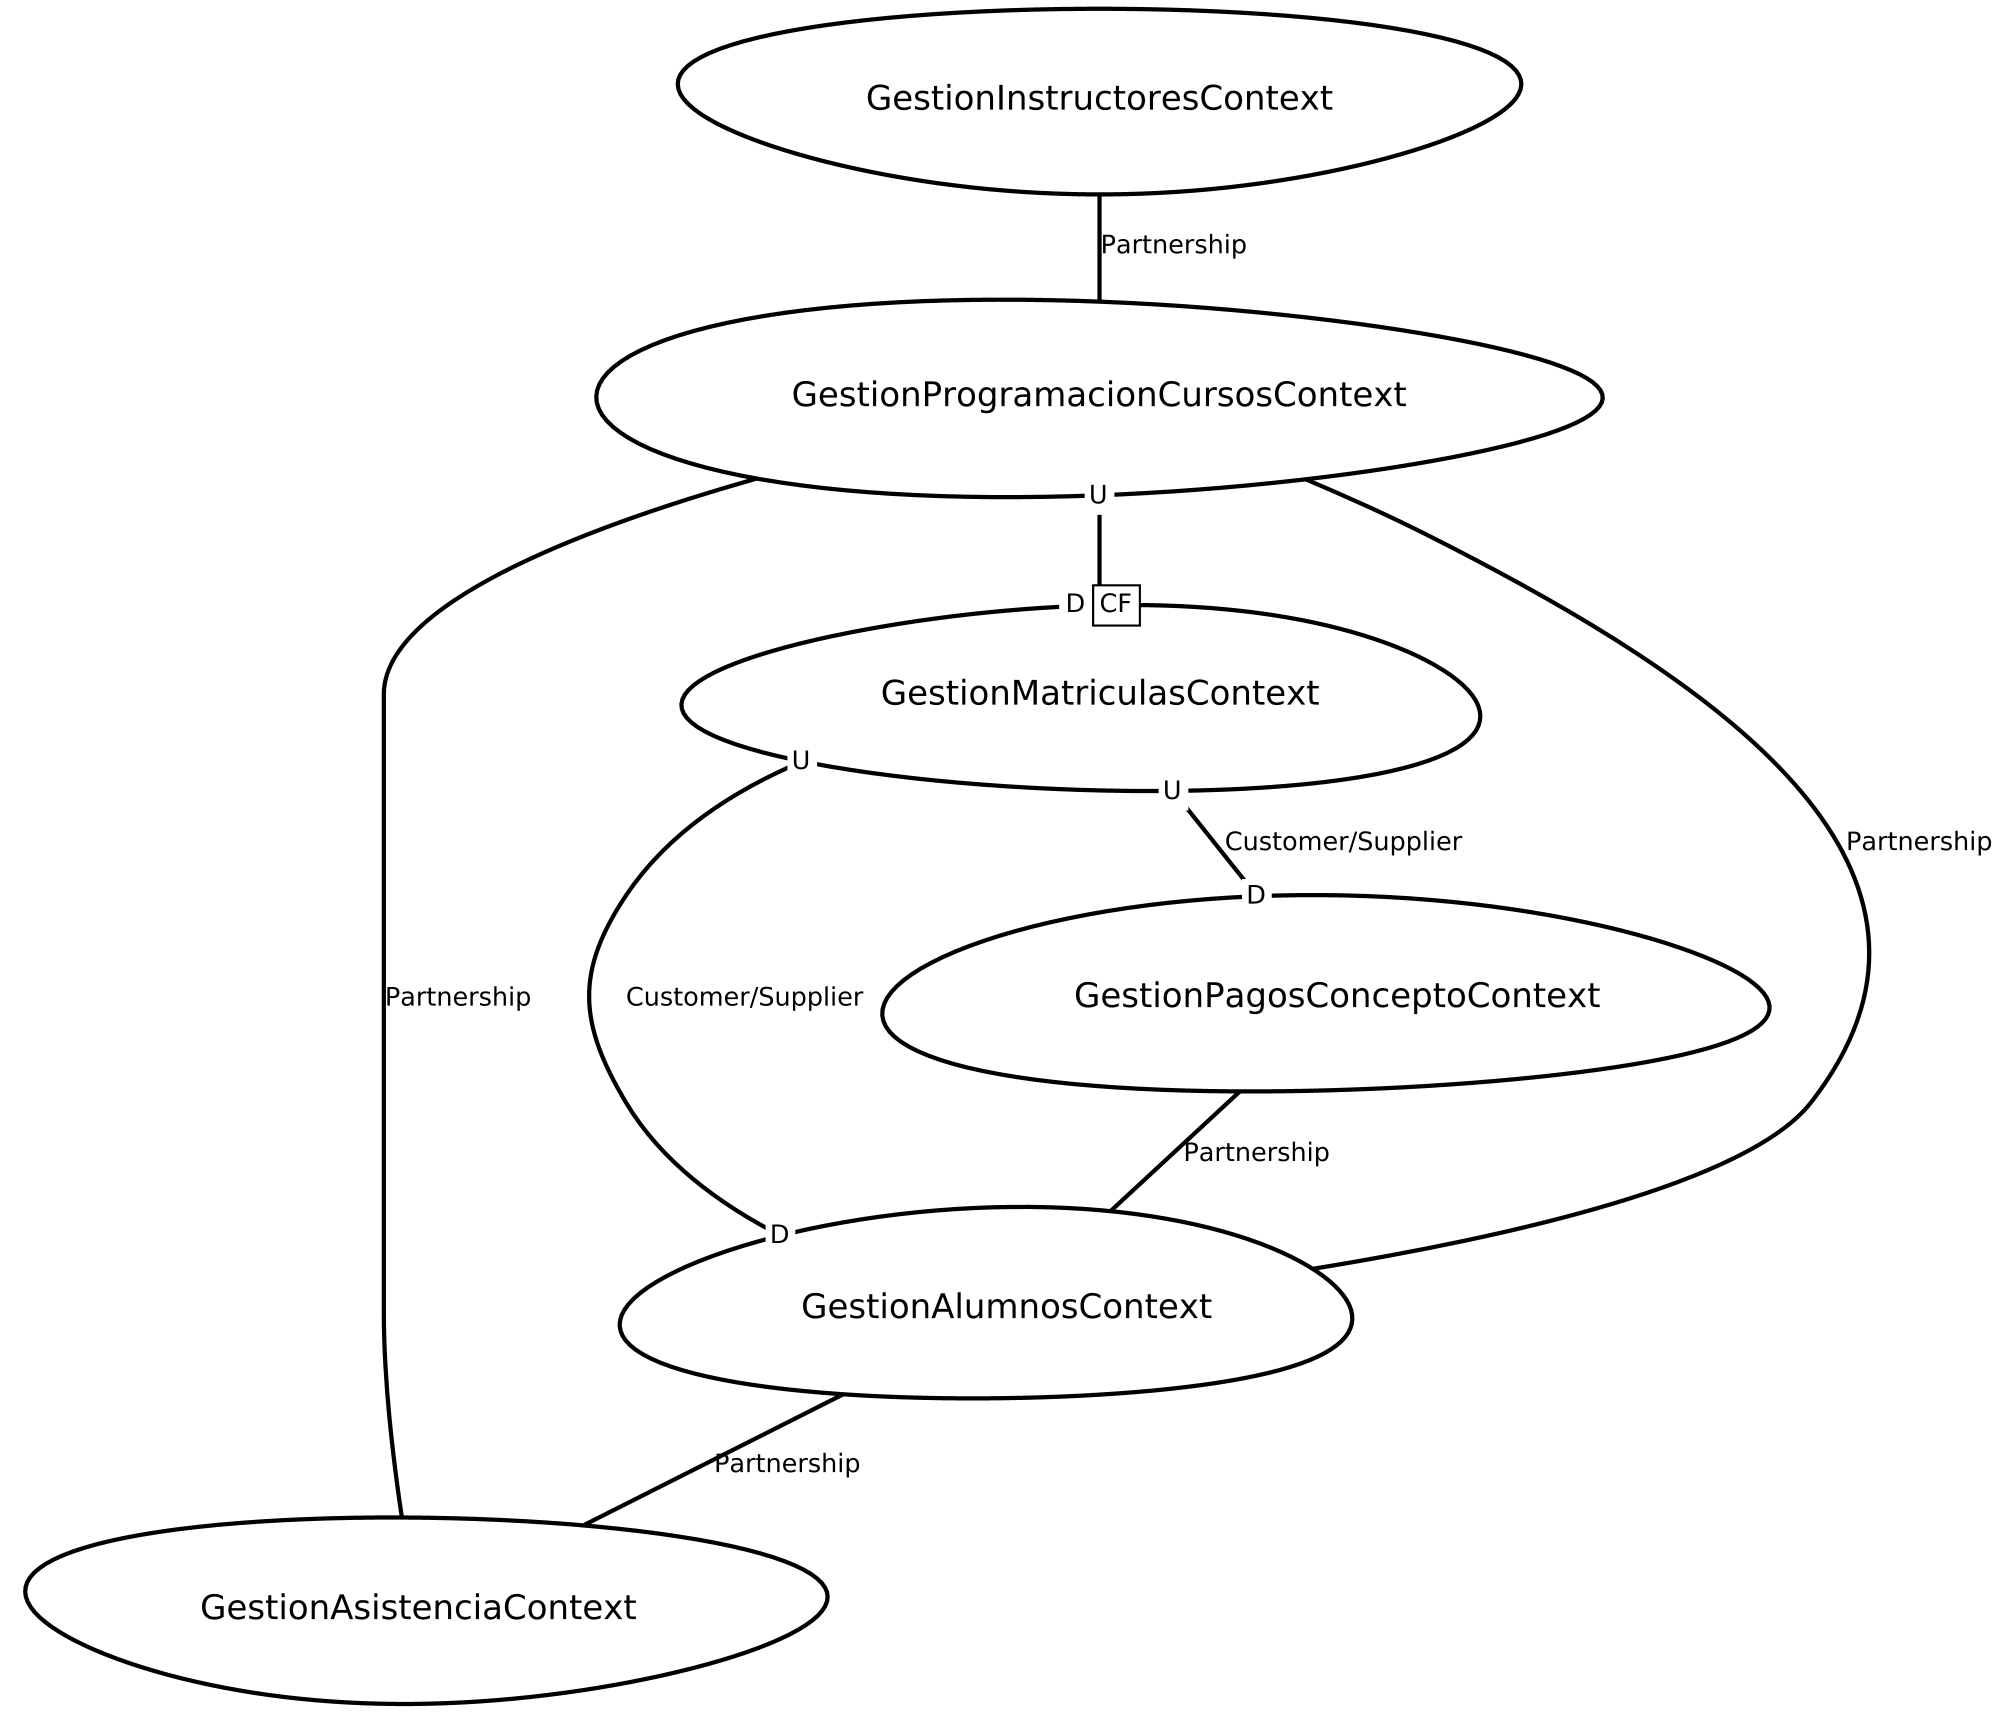 GestionInstructoresContext
Partnership
GestionProgramacionCursosContext
U
D CF
GestionMatriculasContext
U
U
Customer/Supplier
Partnership
D
GestionPagosConceptoContext
Partnership
Customer/Supplier
Partnership
D
GestionAlumnosContext
Partnership
GestionAsistenciaContext